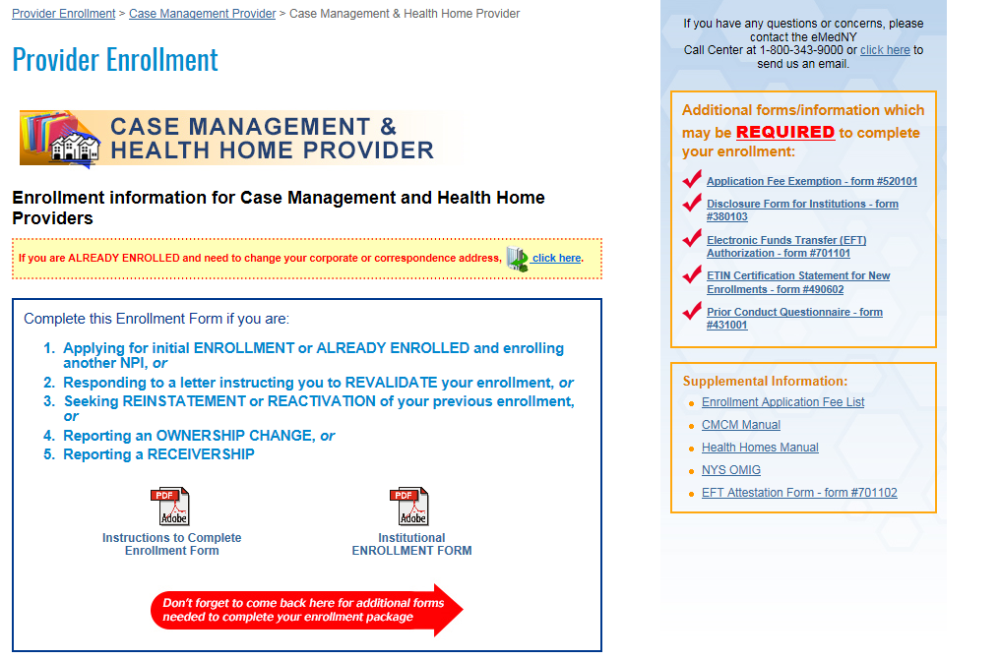 Provider Enrollment > Case Management Provider > Case Management & Health Home Provider
Provider Enrollment
CASE MANAGEMENT &
HEALTH HOME PROVIDER
Enrollment information for Case Management and Health Home
Providers
If you are ALREADY ENROLLED and need to change your corporate or correspondence address, click here.
Complete this Enrollment Form if you are:
1. Applying for initial ENROLLMENT or ALREADY ENROLLED and enrolling
another NPI, or
2. Responding to a letter instructing you to REVALIDATE your enrollment, or
3. Seeking REINSTATEMENT or REACTIVATION of your previous enrollment,
or
4. Reporting an OWNERSHIP CHANGE, or
5. Reporting a RECEIVERSHIP
PDF
Adobe
Instructions to Complete
Enrollment Form
PDF
Adobe
Institutional
ENROLLMENT FORM
Don't forget to come back here for additional forms
needed to complete your enrollment package
If you have any questions or concerns, please
contact the eMedNY
Call Center at 1-800-343-9000 or click here to
send us an email.
Additional forms/information which
may be REQUIRED to complete
your enrollment:
Application Fee Exemption - form #520101
Disclosure Form for Institutions - form
#380103
Electronic Funds Transfer (EFT)
Authorization - form #701101
ETIN Certification Statement for New
Enrollments - form #490602
Prior Conduct Questionnaire - form
#431001
Supplemental Information:
Enrollment Application Fee List
CMCM Manual
Health Homes Manual
NYS OMIG
EFT Attestation Form - form #701102